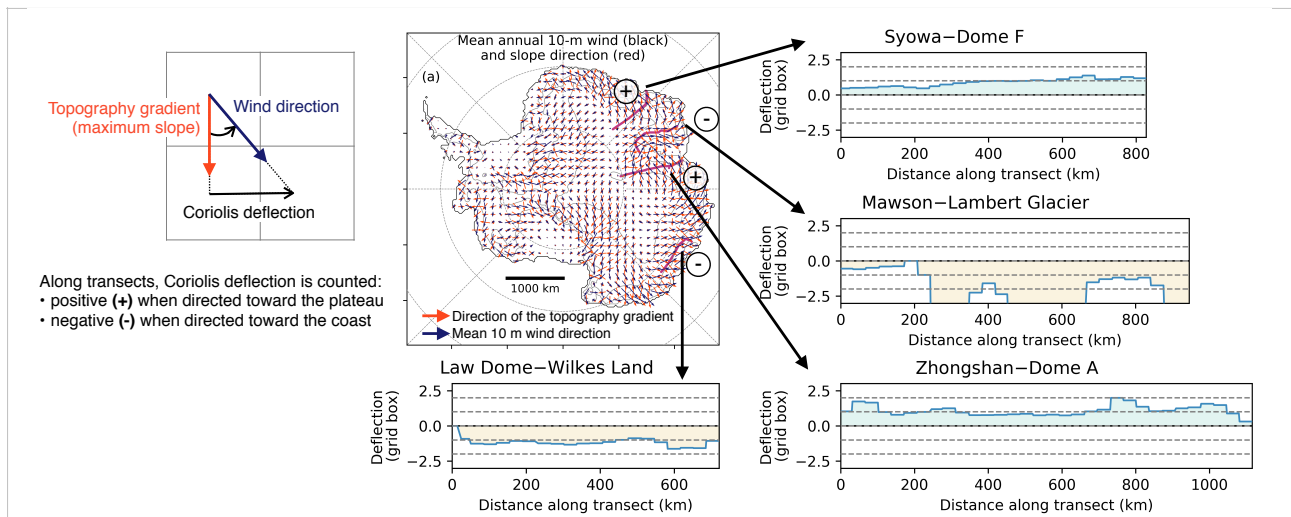 Topography gradient
(maximum slope)
Wind direction
Coriolis deflection
Along transects, Coriolis deflection is counted:
• positive (+) when directed toward the plateau
• negative (-) when directed toward the coast
Mean annual 10-m wind (black)
and slope direction (red)
(a)
+
-
+
-
1000 km
Direction of the topography gradient
Mean 10 m wind direction
Syowa−Dome F
Deflection
(grid box)
2.5
0.0
−2.5
0 200 400 600 800
Distance along transect (km)
Mawson−Lambert Glacier
Deflection
(grid box)
2.5
0.0
−2.5
0 200 400 600 800
Distance along transect (km)
Law Dome−Wilkes Land
Deflection
(grid box)
2.5
0.0
−2.5
0 200 400 600
Distance along transect (km)
Zhongshan−Dome A
Deflection
(grid box)
2.5
0.0
−2.5
0 200 400 600 800 1000
Distance along transect (km)